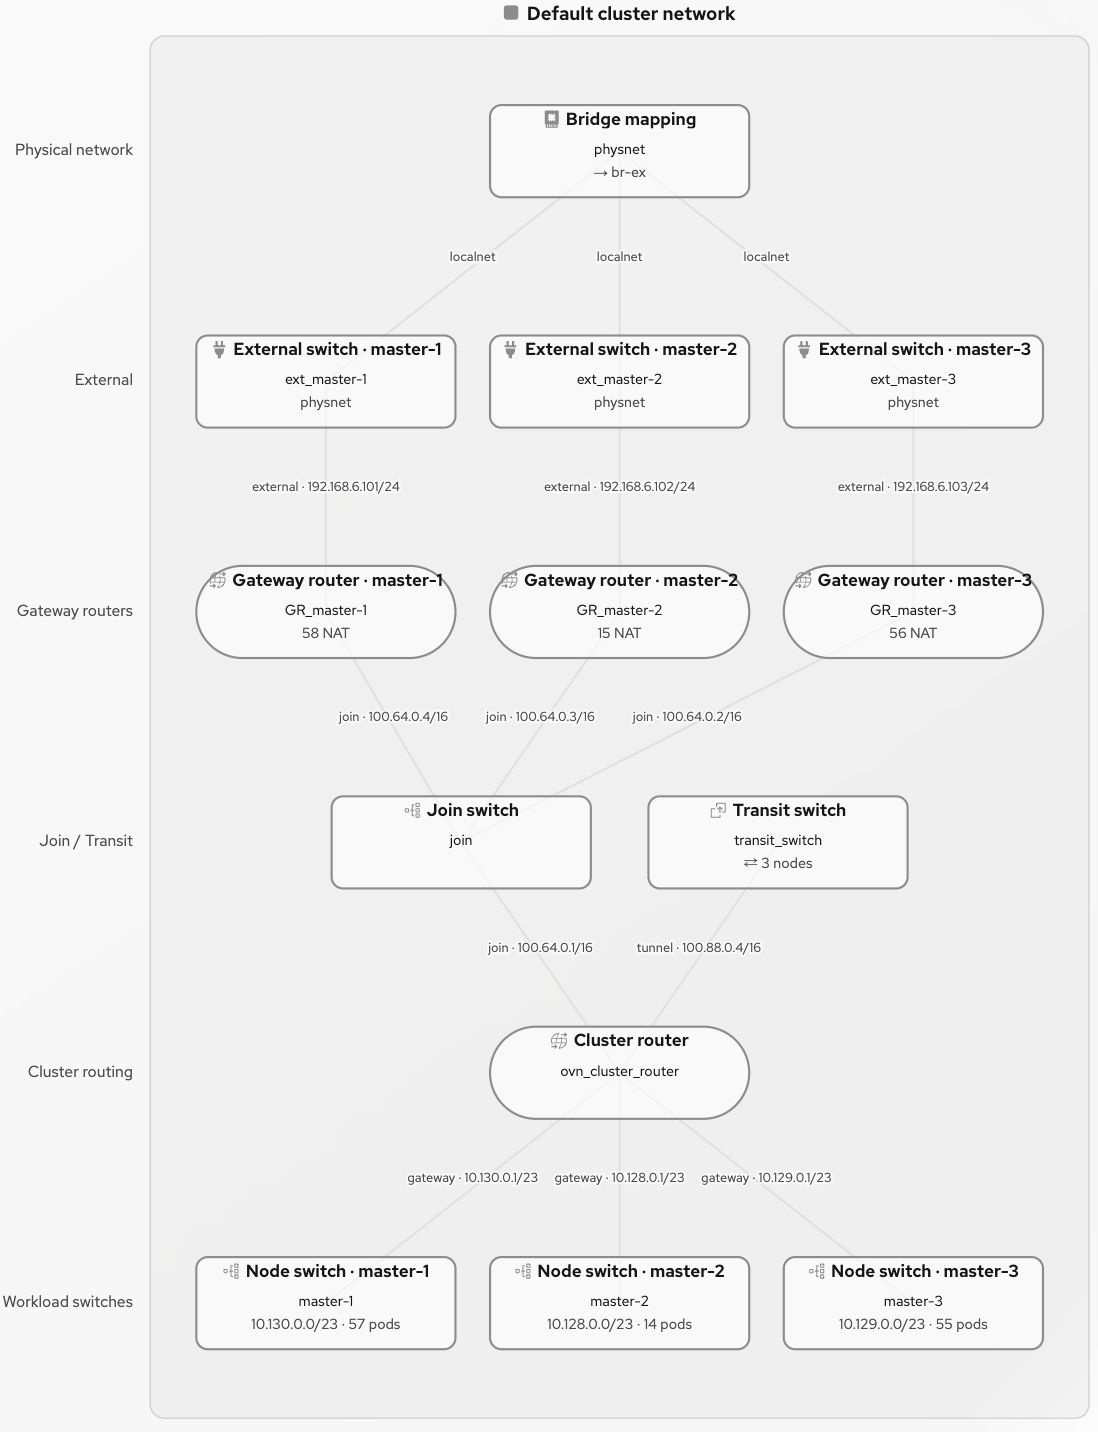 Default cluster network
Physical network
Bridge mapping
physnet
→ br-ex
localnet
localnet
localnet
External
External switch · master-1
ext_master-1
physnet
External switch · master-2
ext_master-2
physnet
External switch · master-3
ext_master-3
physnet
external · 192.168.6.101/24
external · 192.168.6.102/24
external · 192.168.6.103/24
Gateway routers
Gateway router · master-1
GR_master-1
58 NAT
Gateway router · master-2
GR_master-2
15 NAT
Gateway router · master-3
GR_master-3
56 NAT
join · 100.64.0.4/16
join · 100.64.0.3/16
join · 100.64.0.2/16
Join / Transit
Join switch
join
Transit switch
transit_switch
⇄ 3 nodes
join · 100.64.0.1/16
tunnel · 100.88.0.4/16
Cluster routing
Cluster router
ovn_cluster_router
gateway · 10.130.0.1/23
gateway · 10.128.0.1/23
gateway · 10.129.0.1/23
Workload switches
Node switch · master-1
master-1
10.130.0.0/23 · 57 pods
Node switch · master-2
master-2
10.128.0.0/23 · 14 pods
Node switch · master-3
master-3
10.129.0.0/23 · 55 pods